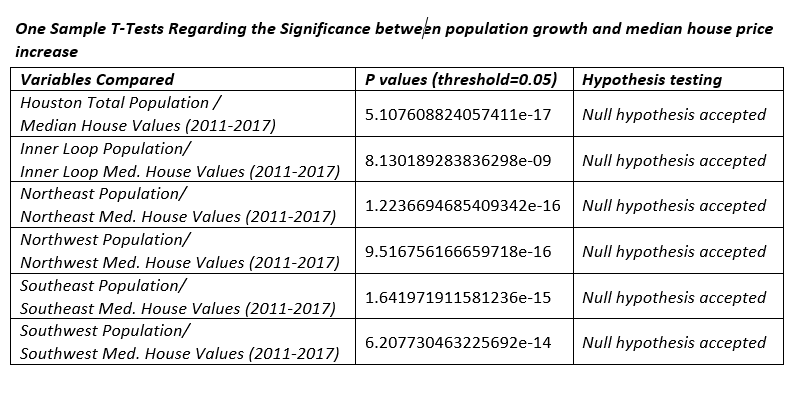 One Sample T-Tests Regarding the Significance between population growth and median house price
increase
Variables Compared P values (threshold=0.05) Hypothesis testing
Houston Total Population /
Median House Values (2011-2017) 5.107608824057411e-17 Null hypothesis accepted
Inner Loop Population/
Inner Loop Med. House Values (2011-2017) 8.130189283836298e-09 Null hypothesis accepted
Northeast Population/
Northeast Med. House Values (2011-2017) 1.2236694685409342e-16 Null hypothesis accepted
Northwest Population/
Northwest Med. House Values (2011-2017) 9.516756166659718e-16 Null hypothesis accepted
Southeast Population/
Southeast Med. House Values (2011-2017) 1.641971911581236e-15 Null hypothesis accepted
Southwest Population/
Southwest Med. House Values (2011-2017) 6.207730463225692e-14 Null hypothesis accepted